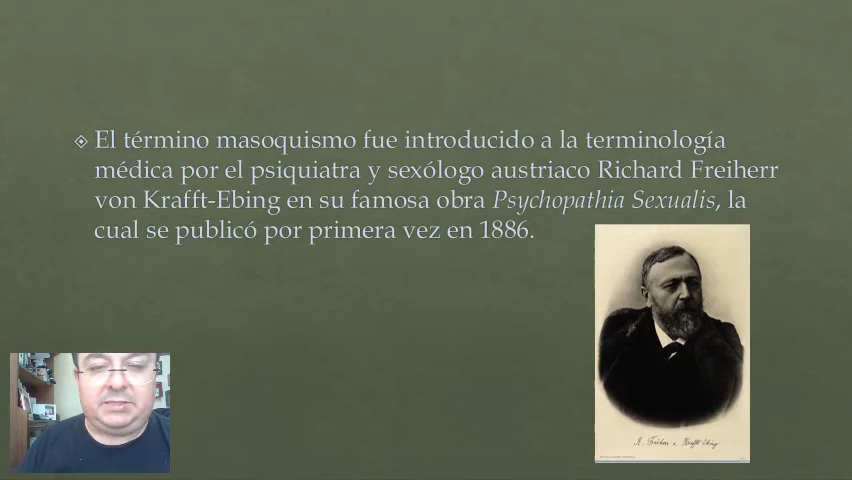 El término masoquismo fue introducido a la terminología
médica por el psiquiatra y sexólogo austriaco Richard Freiherr
von Krafft-Ebing en su famosa obra Psychopathia Sexualis, la
cual se publicó por primera vez en 1886.
R. Freiherr v. Krafft-Ebing